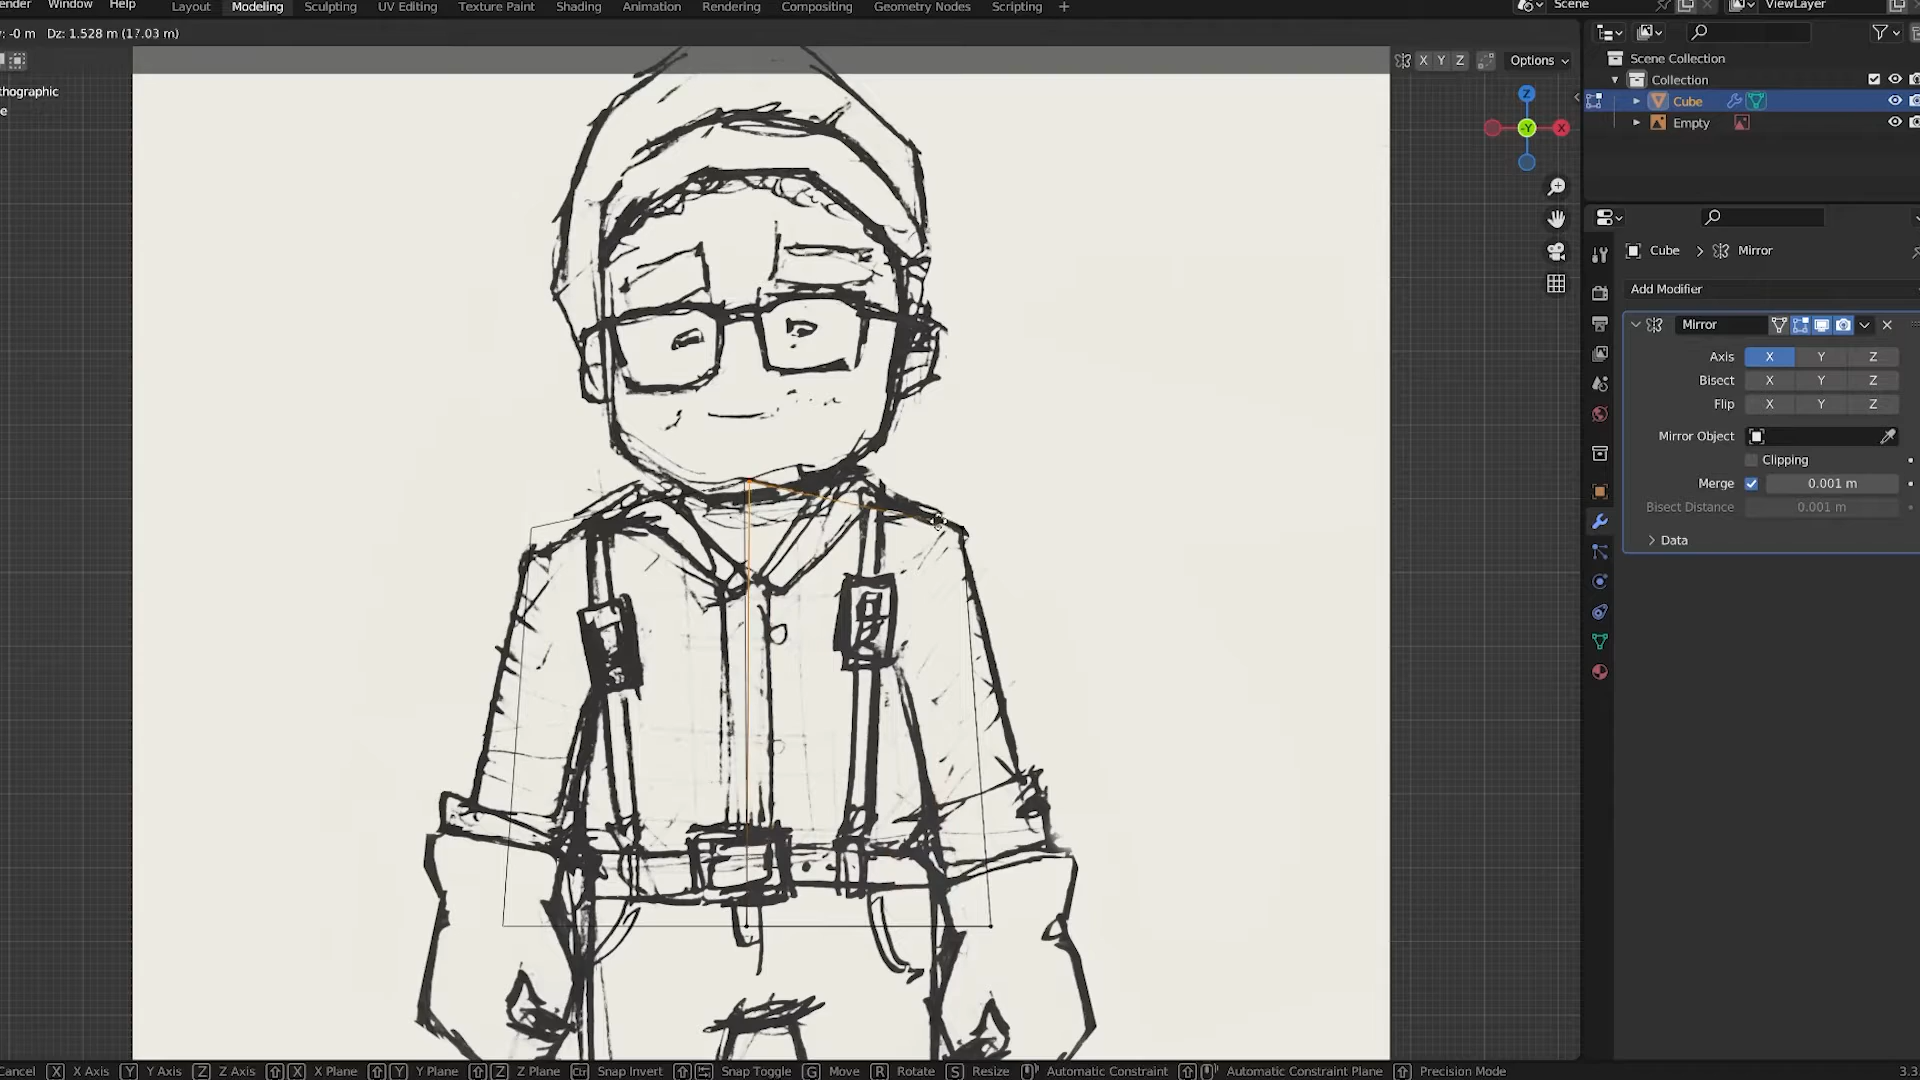 Window Help
Layout Modeling Sculpting UV Editing Texture Paint Shading Animation Rendering Compositing Geometry Nodes Scripting +
Scene
ViewLayer
: -0 m Dz: 1.528 m (17.03 m)
X Y Z Options
thographic
Z
X
-Y
Scene Collection
Collection
Cube
Empty
Cube > Mirror
Add Modifier
Mirror
Axis X Y Z
Bisect X Y Z
Flip X Y Z
Mirror Object
Clipping
Merge 0.001 m
Bisect Distance 0.001 m
Data
Cancel X X Axis Y Y Axis Z Z Axis X X Plane Y Y Plane Z Z Plane Ctrl Snap Invert Snap Toggle G Move R Rotate S Resize Automatic Constraint Automatic Constraint Plane Precision Mode
3.3